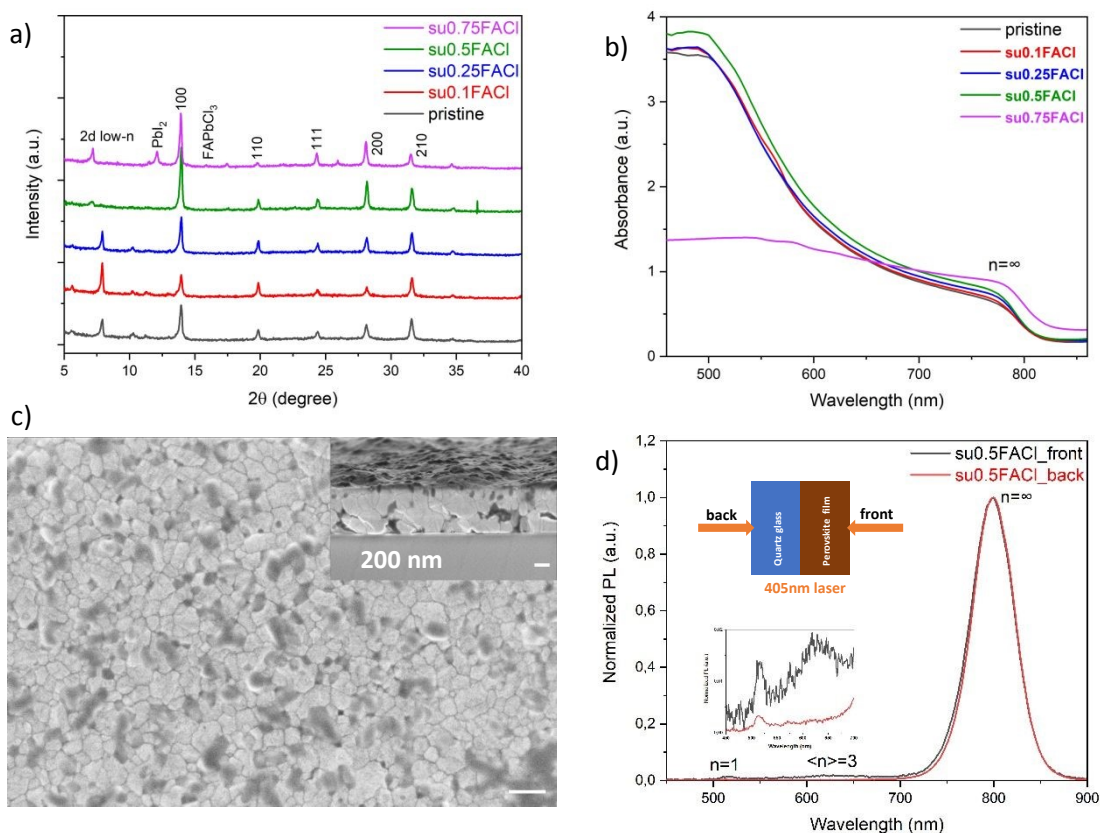 a)
su0.75FACl
su0.5FACl
su0.25FACl
su0.1FACl
pristine
2d low-n
PbI2
100
FAPbCl3
110
111
200
210
Intensity (a.u.)
5 10 15 20 25 30 35 40
2θ (degree)
b)
4
3
2
1
0
pristine
su0.1FACl
su0.25FACl
su0.5FACl
su0.75FACl
n=∞
Absorbance (a.u.)
500 600 700 800
Wavelength (nm)
c)
200 nm
d)
1,2
1,0
0,8
0,6
0,4
0,2
0,0
su0.5FACl_front
su0.5FACl_back
n=∞
back
Quartz glass
Perovskite film
front
405nm laser
Normalized PL (a.u.)
Wavelength (nm)
n=1
<n>=3
Normalized PL (a.u.)
500 600 700 800 900
Wavelength (nm)